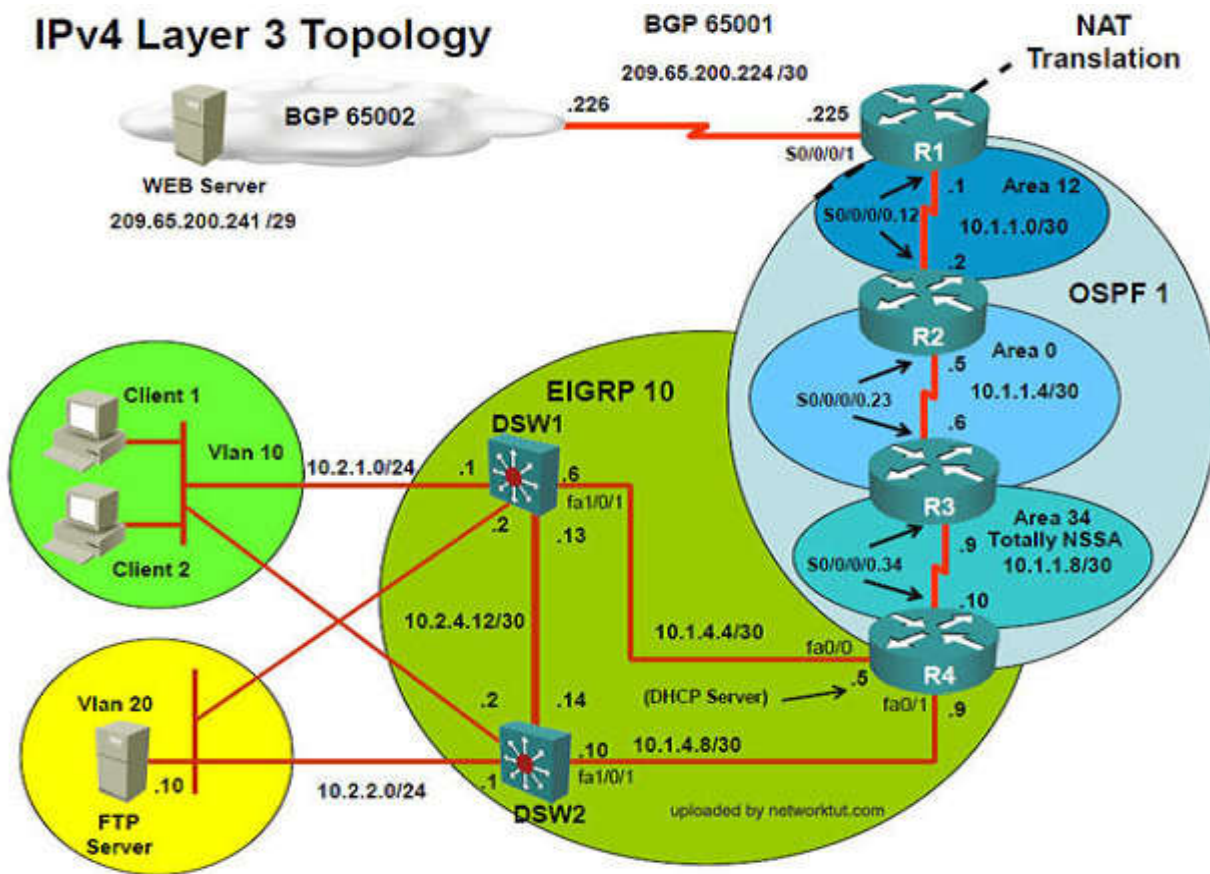 IPv4 Layer 3 Topology
BGP 65001
209.65.200.224 /30
NAT
Translation
BGP 65002
.226
.225
S0/0/0/1
R1
WEB Server
209.65.200.241 /29
.1
Area 12
S0/0/0/0.12
10.1.1.0/30
.2
OSPF 1
R2
Area 0
.5
10.1.1.4/30
S0/0/0/0.23
.6
R3
Area 34
Totally NSSA
.9
10.1.1.8/30
S0/0/0/0.34
.10
R4
EIGRP 10
DSW1
Client 1
Vlan 10
10.2.1.0/24
.1
.6
fa1/0/1
.2
.13
Client 2
10.2.4.12/30
10.1.4.4/30
fa0/0
.5
(DHCP Server)
fa0/1
.9
Vlan 20
.2
.14
.10
10.1.4.8/30
fa1/0/1
.10
10.2.2.0/24
.1
DSW2
FTP
Server
uploaded by networktut.com